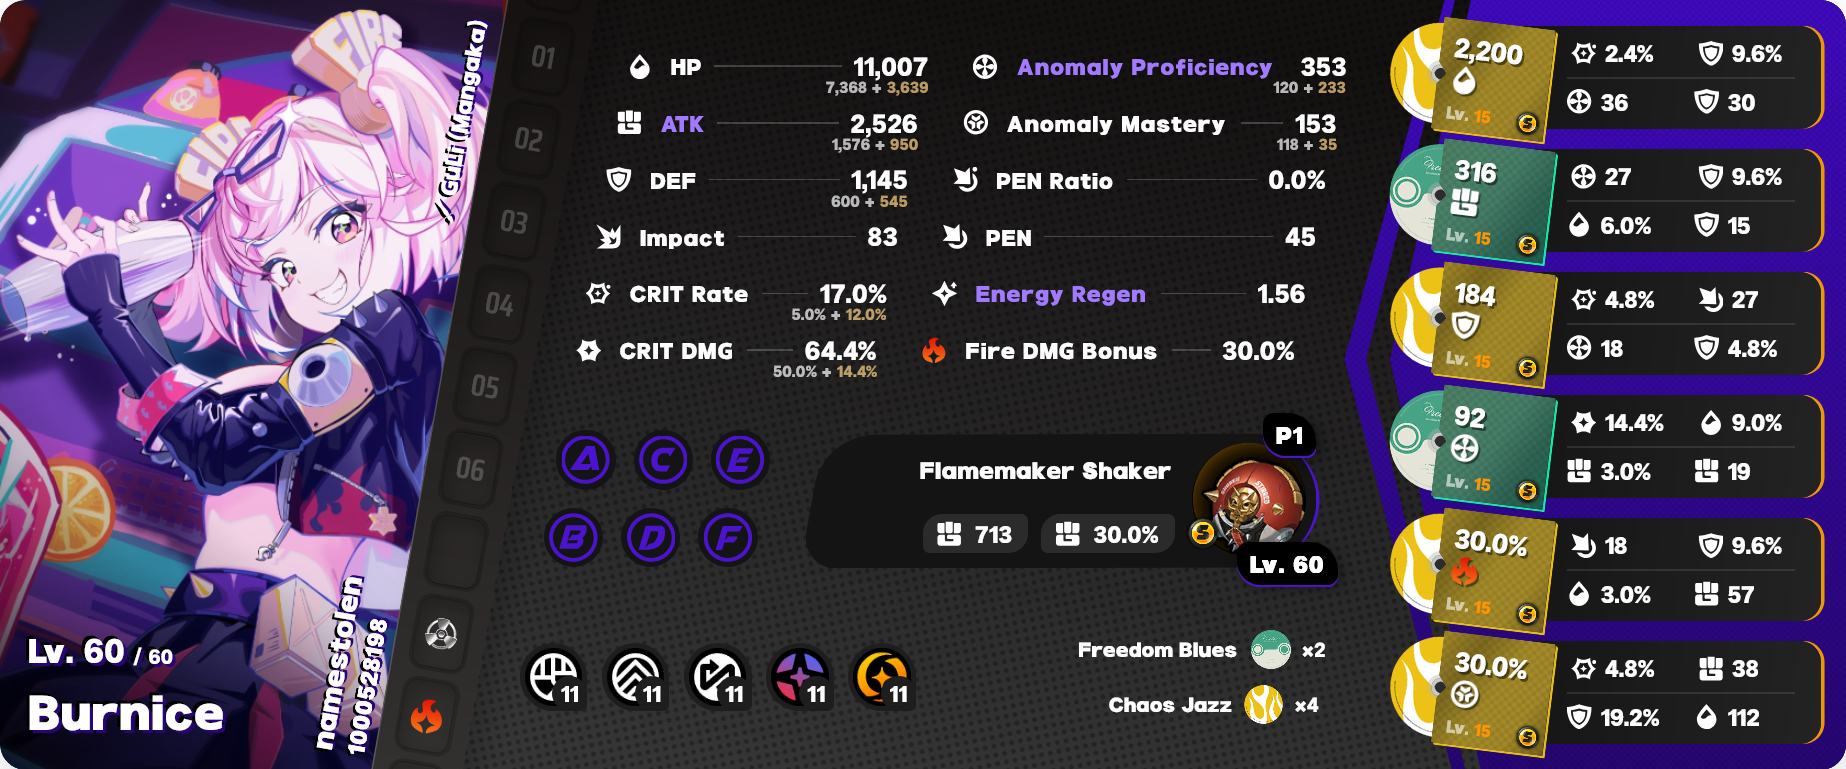 FIRE
FIRE
GuLi (Mangaka)
Lv. 60 / 60
Burnice
namestolen
1000528198
01
02
03
04
05
06
HP 11,007
7,368 + 3,639
ATK 2,526
1,576 + 950
DEF 1,145
600 + 545
Impact 83
CRIT Rate 17.0%
5.0% + 12.0%
CRIT DMG 64.4%
50.0% + 14.4%
Anomaly Proficiency 353
120 + 233
Anomaly Mastery 153
118 + 35
PEN Ratio 0.0%
PEN 45
Energy Regen 1.56
Fire DMG Bonus 30.0%
A C E
B D F
P1
Flamemaker Shaker
713 30.0%
S
Lv. 60
11 11 11 11 11
Freedom Blues ×2
Chaos Jazz ×4
2,200
Lv. 15 S
2.4% 9.6%
36 30
316
Lv. 15 S
27 9.6%
6.0% 15
184
Lv. 15 S
4.8% 27
18 4.8%
92
Lv. 15 S
14.4% 9.0%
3.0% 19
30.0%
Lv. 15 S
18 9.6%
3.0% 57
30.0%
Lv. 15 S
4.8% 38
19.2% 112